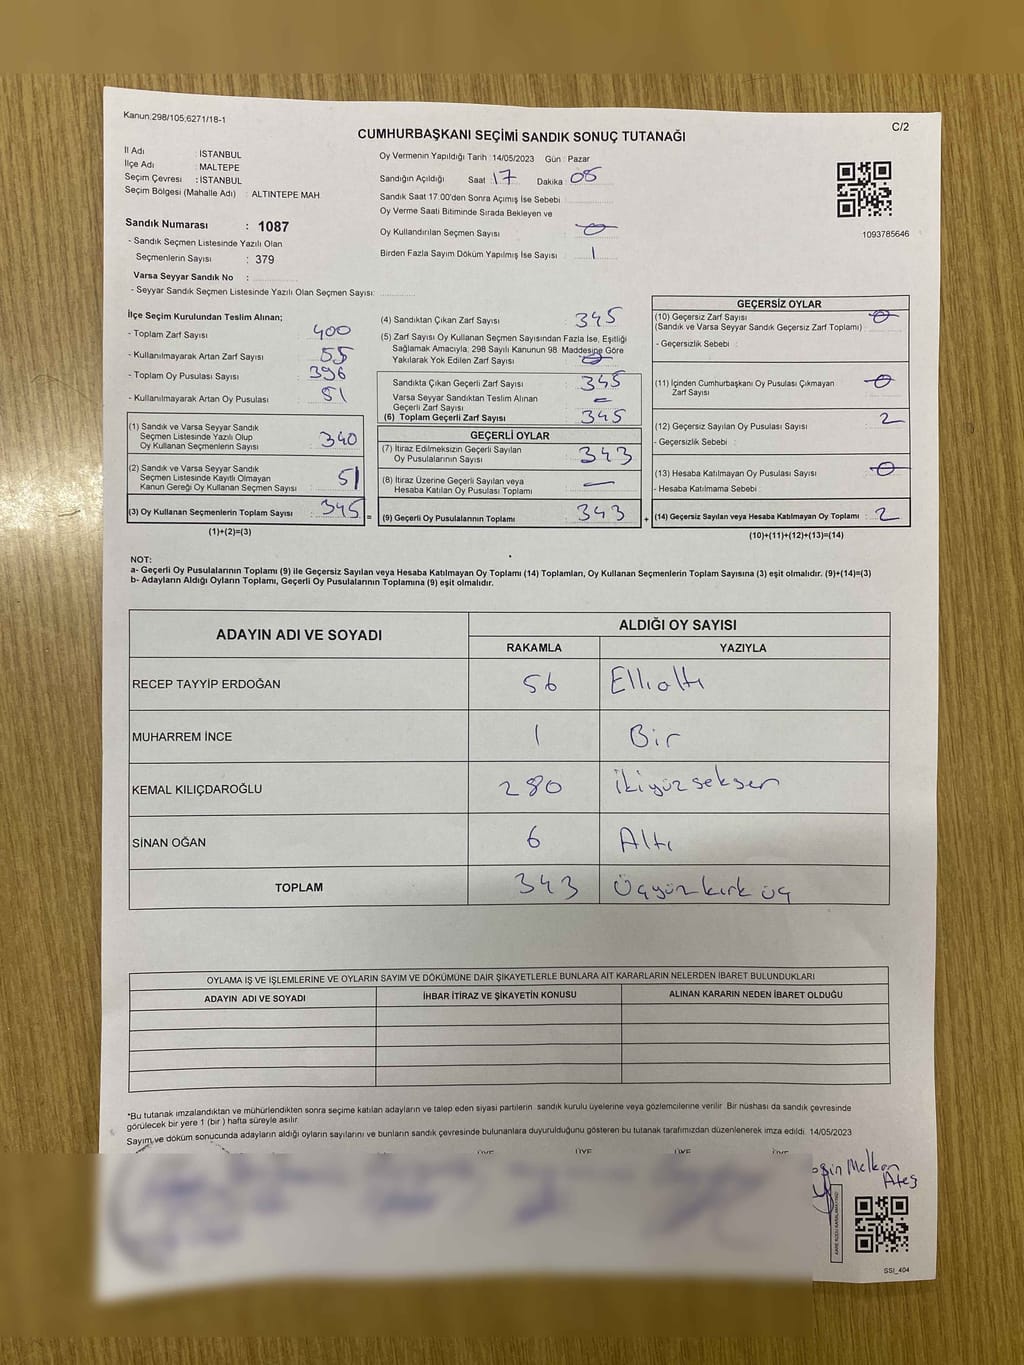 Kanun:298/105;6271/18-1
C/2
CUMHURBAŞKANI SEÇİMİ SANDIK SONUÇ TUTANAĞI
İl Adı : İSTANBUL
İlçe Adı : MALTEPE
Seçim Çevresi : İSTANBUL
Seçim Bölgesi (Mahalle Adı) : ALTINTEPE MAH
Sandık Numarası : 1087
- Sandık Seçmen Listesinde Yazılı Olan
Seçmenlerin Sayısı : 379
Varsa Seyyar Sandık No :
- Seyyar Sandık Seçmen Listesinde Yazılı Olan Seçmen Sayısı:
Oy Vermenin Yapıldığı Tarih :14/05/2023 Gün : Pazar
Sandığın Açıldığı Saat : 17 Dakika : 05
Sandık Saat 17.00'den Sonra Açımış İse Sebebi :
Oy Verme Saati Bitiminde Sırada Bekleyen ve
Oy Kullandırılan Seçmen Sayısı : 0
Birden Fazla Sayım Döküm Yapılmış İse Sayısı : 1
1093785646
İlçe Seçim Kurulundan Teslim Alınan;
- Toplam Zarf Sayısı : 400
- Kullanılmayarak Artan Zarf Sayısı : 55
- Toplam Oy Pusulası Sayısı : 396
- Kullanılmayarak Artan Oy Pusulası : 51
(1) Sandık ve Varsa Seyyar Sandık
Seçmen Listesinde Yazılı Olup
Oy Kullanan Seçmenlerin Sayısı : 340
(2) Sandık ve Varsa Seyyar Sandık
Seçmen Listesinde Kayıtlı Olmayan
Kanun Gereği Oy Kullanan Seçmen Sayısı : 5
(3) Oy Kullanan Seçmenlerin Toplam Sayısı : 345
(1)+(2)=(3)
(4) Sandıktan Çıkan Zarf Sayısı : 345
(5) Zarf Sayısı Oy Kullanan Seçmen Sayısından Fazla İse, Eşitliği
Sağlamak Amacıyla, 298 Sayılı Kanunun 98. Maddesine Göre
Yakılarak Yok Edilen Zarf Sayısı : 0
Sandıkta Çıkan Geçerli Zarf Sayısı : 345
Varsa Seyyar Sandıktan Teslim Alınan
Geçerli Zarf Sayısı : -
(6) Toplam Geçerli Zarf Sayısı : 345
GEÇERLİ OYLAR
(7) İtiraz Edilmeksizin Geçerli Sayılan
Oy Pusulalarının Sayısı : 343
(8) İtiraz Üzerine Geçerli Sayılan veya
Hesaba Katılan Oy Pusulası Toplamı : -
= (9) Geçerli Oy Pusulalarının Toplamı : 343
GEÇERSİZ OYLAR
(10) Geçersiz Zarf Sayısı : 0
(Sandık ve Varsa Seyyar Sandık Geçersiz Zarf Toplamı)
- Geçersizlik Sebebi :
(11) İçinden Cumhurbaşkanı Oy Pusulası Çıkmayan
Zarf Sayısı : 0
(12) Geçersiz Sayılan Oy Pusulası Sayısı : 2
- Geçersizlik Sebebi :
(13) Hesaba Katılmayan Oy Pusulası Sayısı : 0
- Hesaba Katılmama Sebebi :
+ (14) Geçersiz Sayılan veya Hesaba Katılmayan Oy Toplamı : 2
(10)+(11)+(12)+(13)=(14)
NOT:
a- Geçerli Oy Pusulalarının Toplamı (9) ile Geçersiz Sayılan veya Hesaba Katılmayan Oy Toplamı (14) Toplamları, Oy Kullanan Seçmenlerin Toplam Sayısına (3) eşit olmalıdır. (9)+(14)=(3)
b- Adayların Aldığı Oyların Toplamı, Geçerli Oy Pusulalarının Toplamına (9) eşit olmalıdır.
ADAYIN ADI VE SOYADI
ALDIĞI OY SAYISI
RAKAMLA YAZIYLA
RECEP TAYYİP ERDOĞAN 56 Ellialtı
MUHARREM İNCE 1 Bir
KEMAL KILIÇDAROĞLU 280 İkiyüzseksen
SİNAN OĞAN 6 Altı
TOPLAM 343 Üçyüzkırk üç
OYLAMA İŞ VE İŞLEMLERİNE VE OYLARIN SAYIM VE DÖKÜMÜNE DAİR ŞİKAYETLERLE BUNLARA AİT KARARLARIN NELERDEN İBARET BULUNDUKLARI
ADAYIN ADI VE SOYADI İHBAR İTİRAZ VE ŞİKAYETİN KONUSU ALINAN KARARIN NEDEN İBARET OLDUĞU
*Bu tutanak imzalandıktan ve mühürlendikten sonra seçime katılan adayların ve talep eden siyasi partilerin sandık kurulu üyelerine veya gözlemcilerine verilir. Bir nüshası da sandık çevresinde
görülecek bir yere 1 (bir ) hafta süreyle asılır.
Sayım ve döküm sonucunda adayların aldığı oyların sayılarını ve bunların sandık çevresinde bulunanlara duyurulduğunu gösteren bu tutanak tarafımızdan düzenlenerek imza edildi. 14/05/2023
ÜYE ÜYE ÜYE ÜYE
Melkon
Ateş
SSI_404